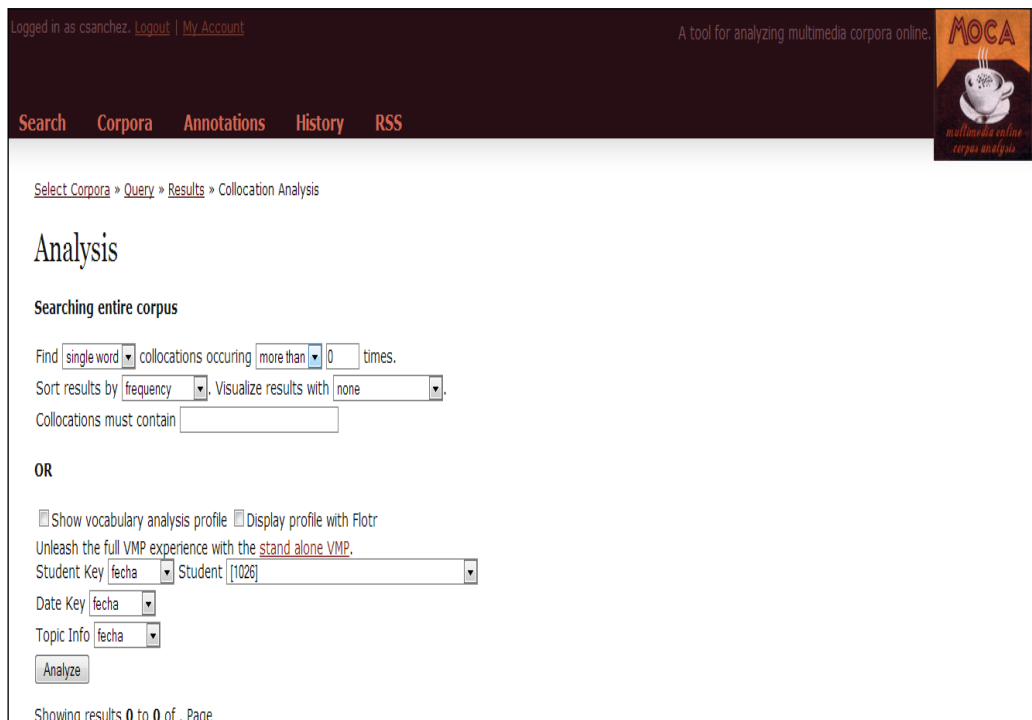 Logged in as csanchez. Logout | My Account
A tool for analyzing multimedia corpora online.
MOCA
multimedia online
corpus analysis
Search Corpora Annotations History RSS
Select Corpora » Query » Results » Collocation Analysis
Analysis
Searching entire corpus
Find single word collocations occuring more than 0 times.
Sort results by frequency . Visualize results with none .
Collocations must contain
OR
Show vocabulary analysis profile Display profile with Flotr
Unleash the full VMP experience with the stand alone VMP.
Student Key fecha Student [1026]
Date Key fecha
Topic Info fecha
Analyze
Showing results 0 to 0 of . Page